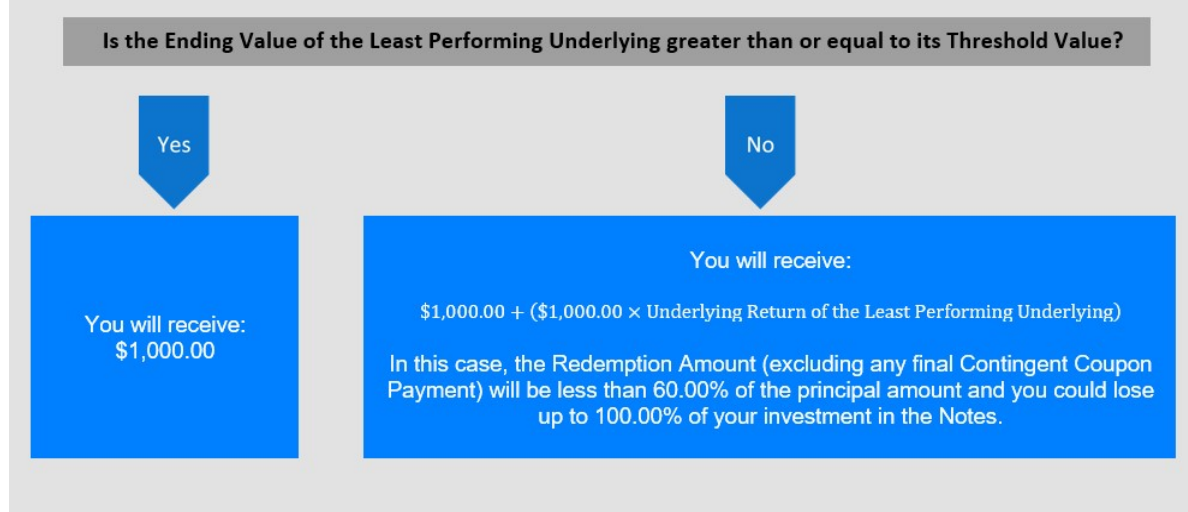 Is the Ending Value of the Least Performing Underlying greater than or equal to its Threshold Value?
Yes
No
You will receive:
$1,000.00
You will receive:
$1,000.00 + ($1,000.00 × Underlying Return of the Least Performing Underlying)
In this case, the Redemption Amount (excluding any final Contingent Coupon
Payment) will be less than 60.00% of the principal amount and you could lose
up to 100.00% of your investment in the Notes.